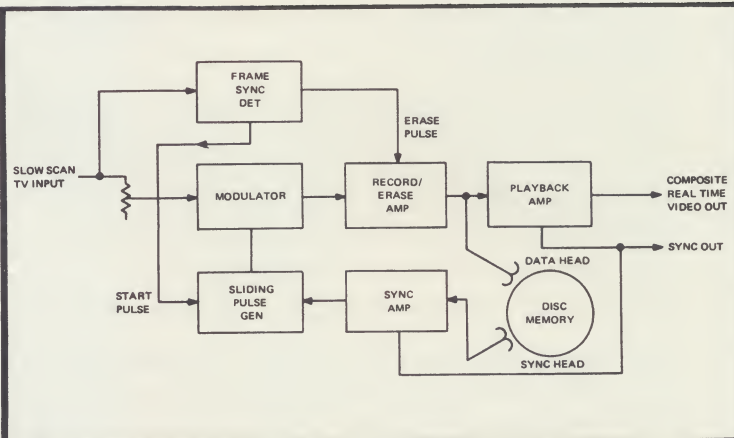 FRAME
SYNC
DET
ERASE
PULSE
SLOW SCAN
TV INPUT
MODULATOR
RECORD/
ERASE
AMP
PLAYBACK
AMP
COMPOSITE
REAL TIME
VIDEO OUT
SYNC OUT
DATA HEAD
START
PULSE
SLIDING
PULSE
GEN
SYNC
AMP
DISC
MEMORY
SYNC HEAD